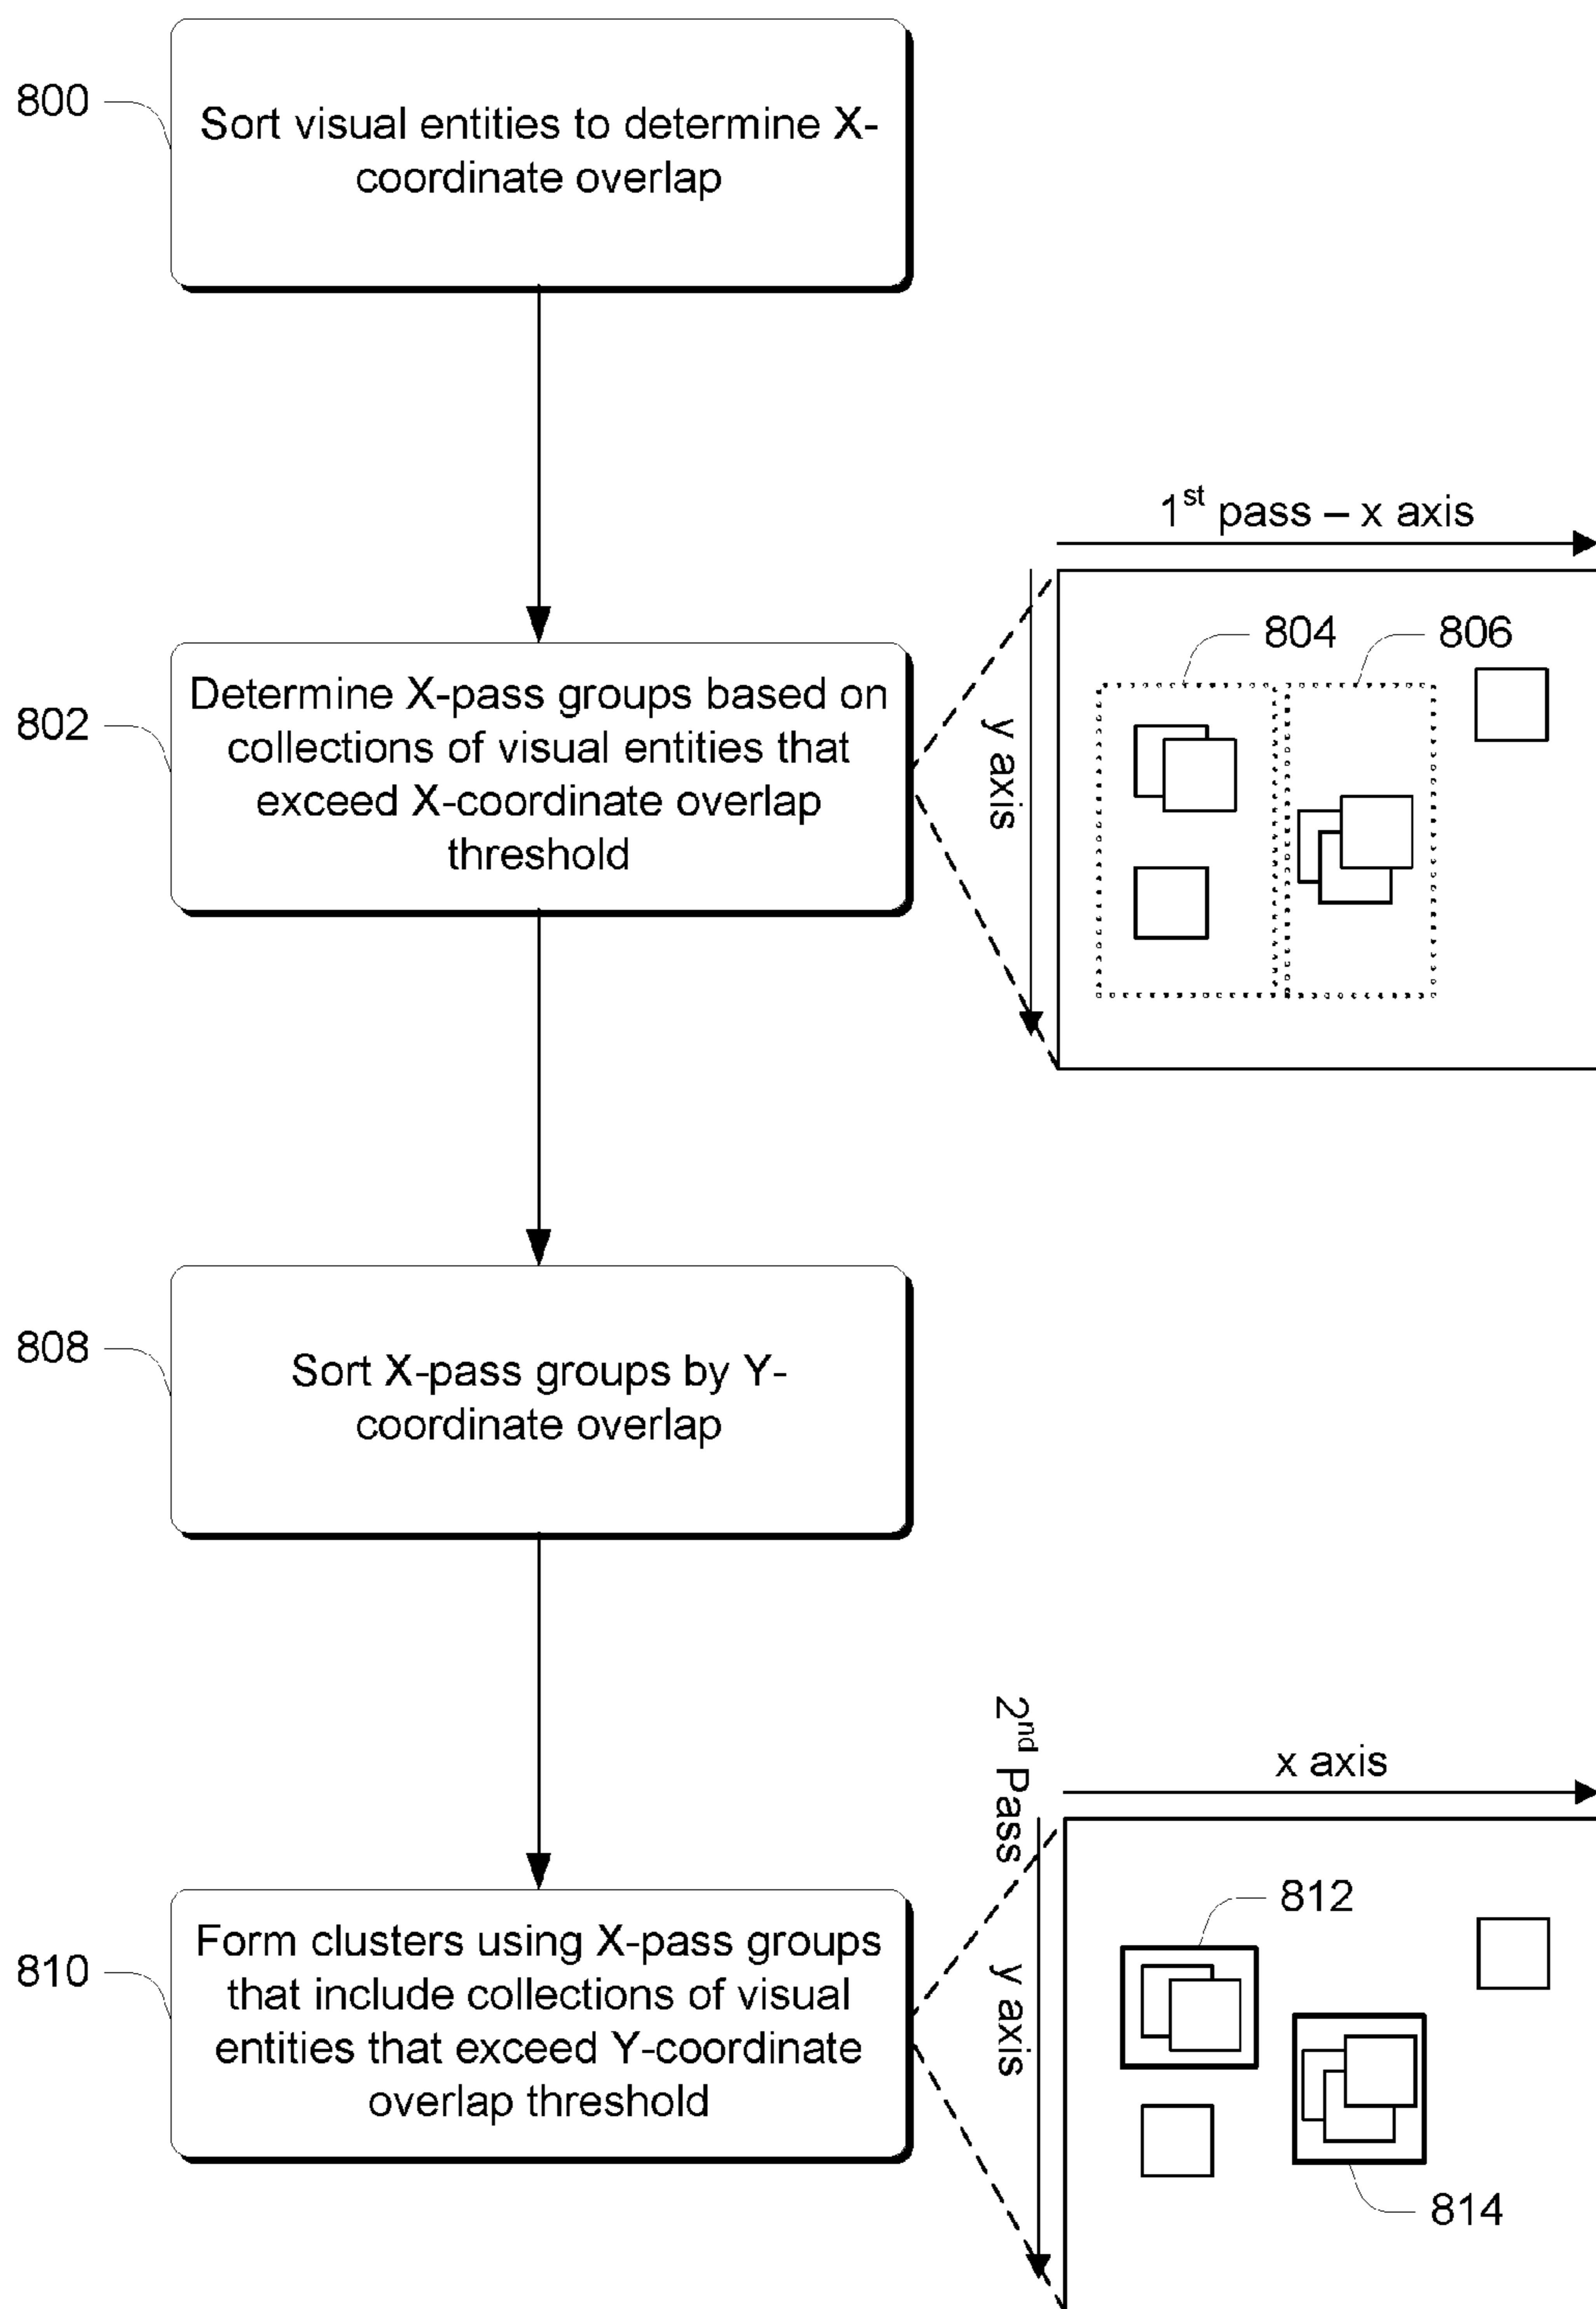 800
Sort visual entities to determine X-
coordinate overlap
1st pass – x axis
804
806
y axis
802
Determine X-pass groups based on
collections of visual entities that
exceed X-coordinate overlap
threshold
808
Sort X-pass groups by Y-
coordinate overlap
2nd Pass
x axis
y axis
812
810
Form clusters using X-pass groups
that include collections of visual
entities that exceed Y-coordinate
overlap threshold
814